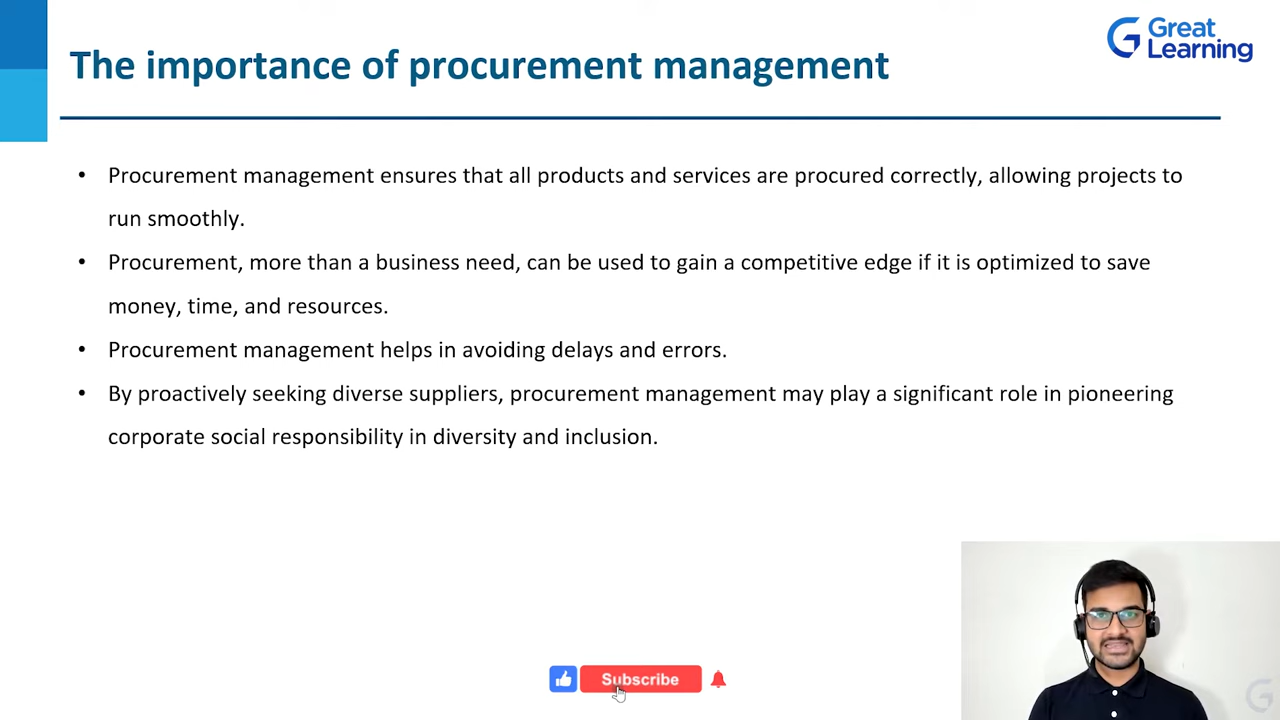 The importance of procurement management
Great
Learning
• Procurement management ensures that all products and services are procured correctly, allowing projects to
run smoothly.
• Procurement, more than a business need, can be used to gain a competitive edge if it is optimized to save
money, time, and resources.
• Procurement management helps in avoiding delays and errors.
• By proactively seeking diverse suppliers, procurement management may play a significant role in pioneering
corporate social responsibility in diversity and inclusion.
Subscribe